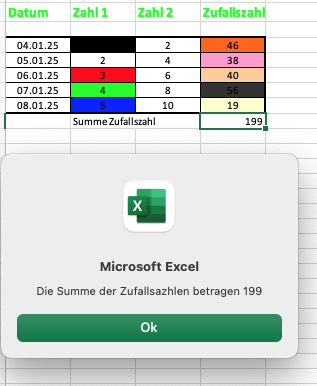 Datum Zahl 1 Zahl 2 Zufallszahl
04.01.25 2 46
05.01.25 2 4 38
06.01.25 3 6 40
07.01.25 4 8 56
08.01.25 5 10 19
Summe Zufallszahl 199
Microsoft Excel
Die Summe der Zufallsazhlen betragen 199
Ok